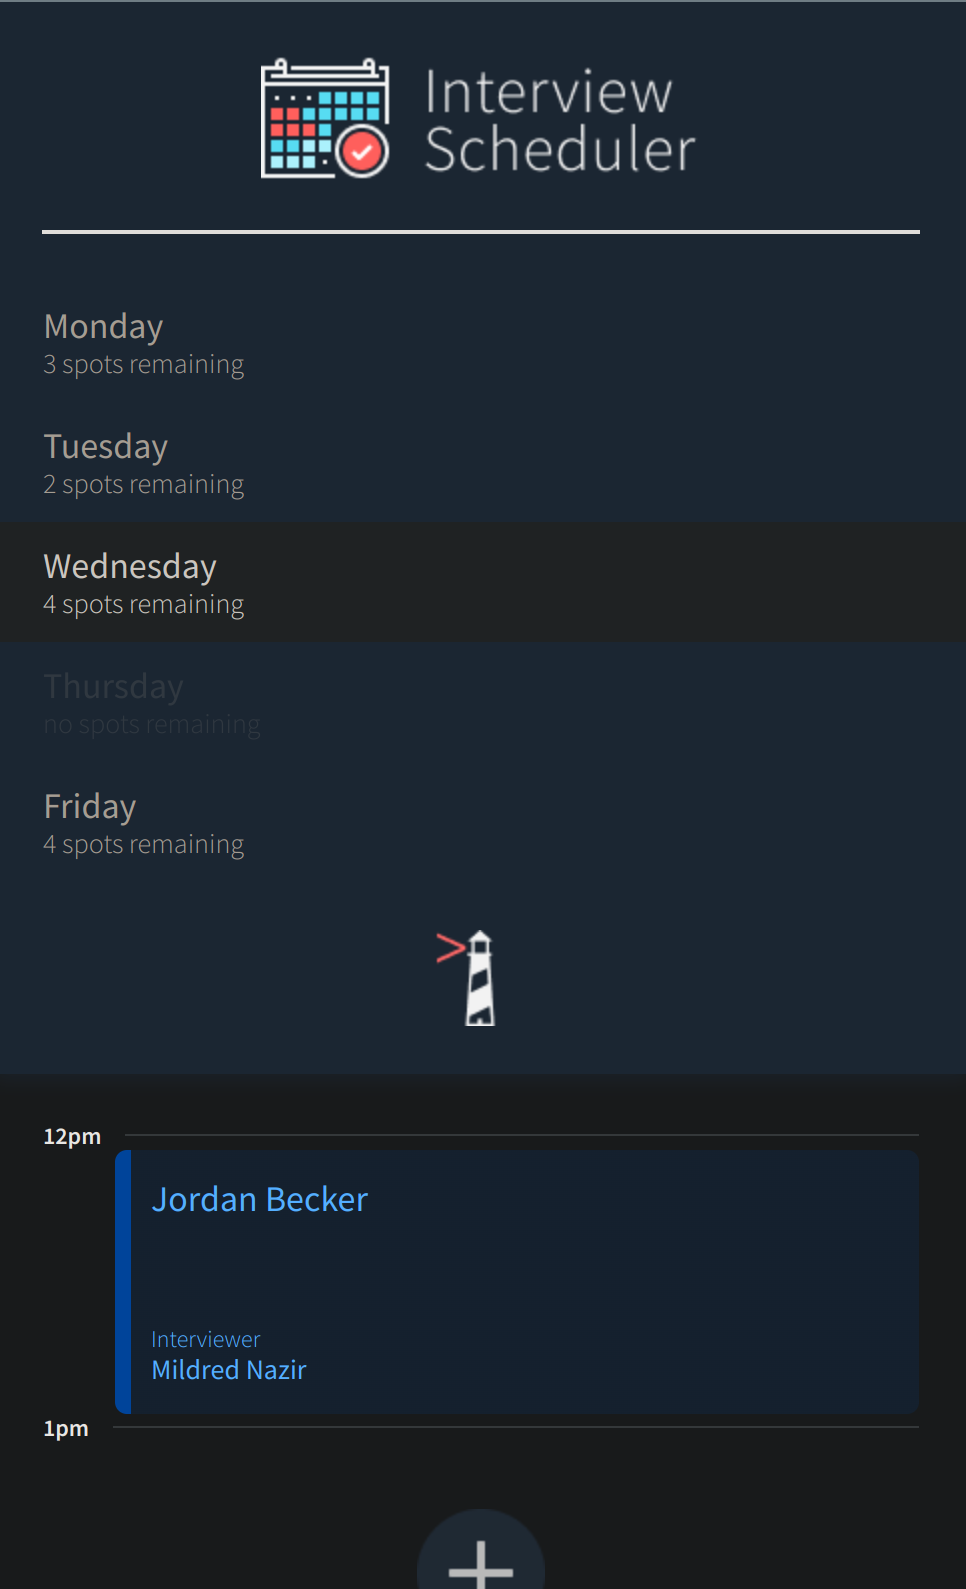 Interview
Scheduler
Monday
3 spots remaining
Tuesday
2 spots remaining
Wednesday
4 spots remaining
Thursday
no spots remaining
Friday
4 spots remaining
12pm
Jordan Becker
Interviewer
Mildred Nazir
1pm